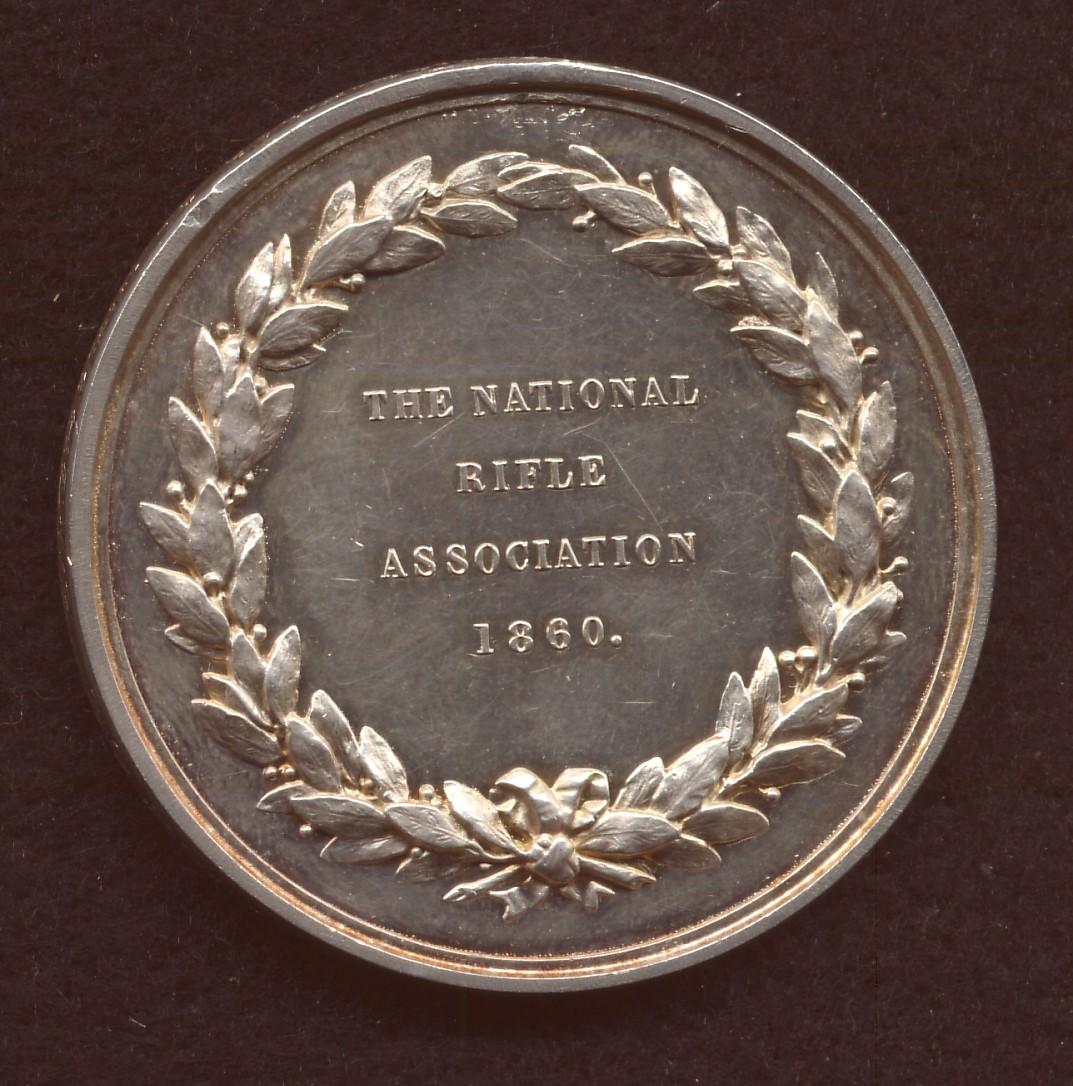 THE NATIONAL
RIFLE
ASSOCIATION
1860.